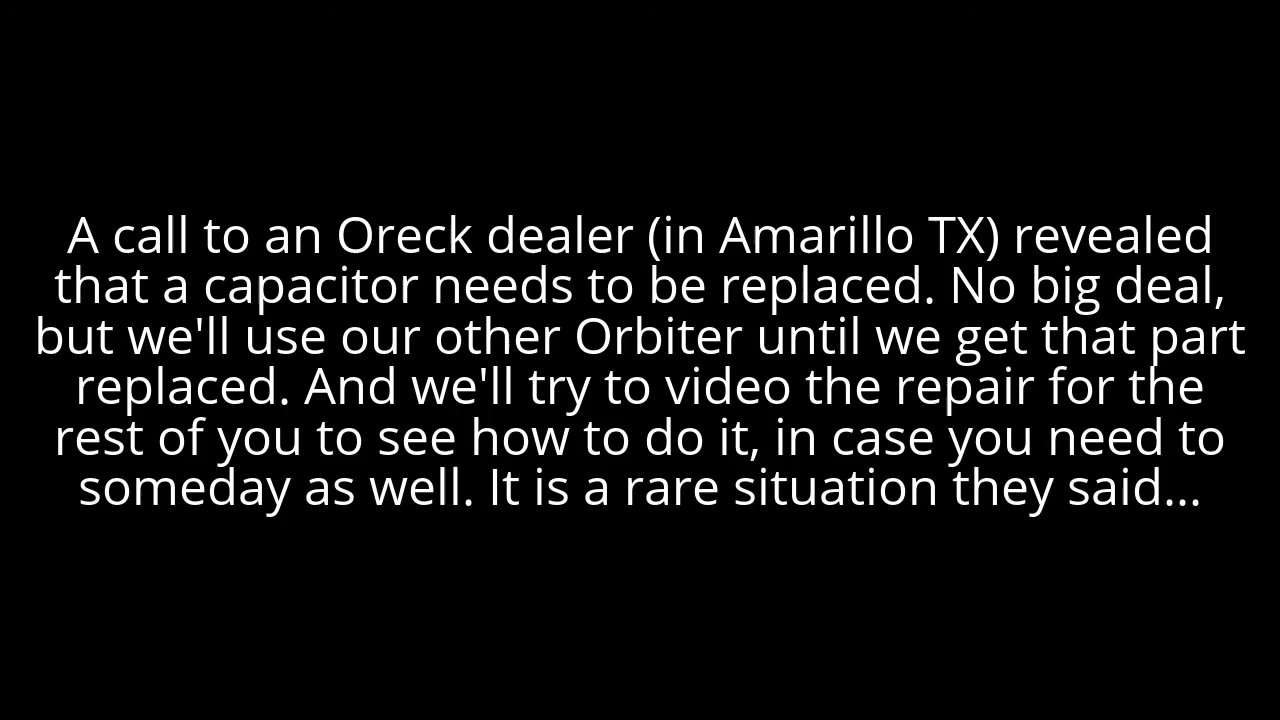 A call to an Oreck dealer (in Amarillo TX) revealed
that a capacitor needs to be replaced. No big deal,
but we'll use our other Orbiter until we get that part
replaced. And we'll try to video the repair for the
rest of you to see how to do it, in case you need to
someday as well. It is a rare situation they said...